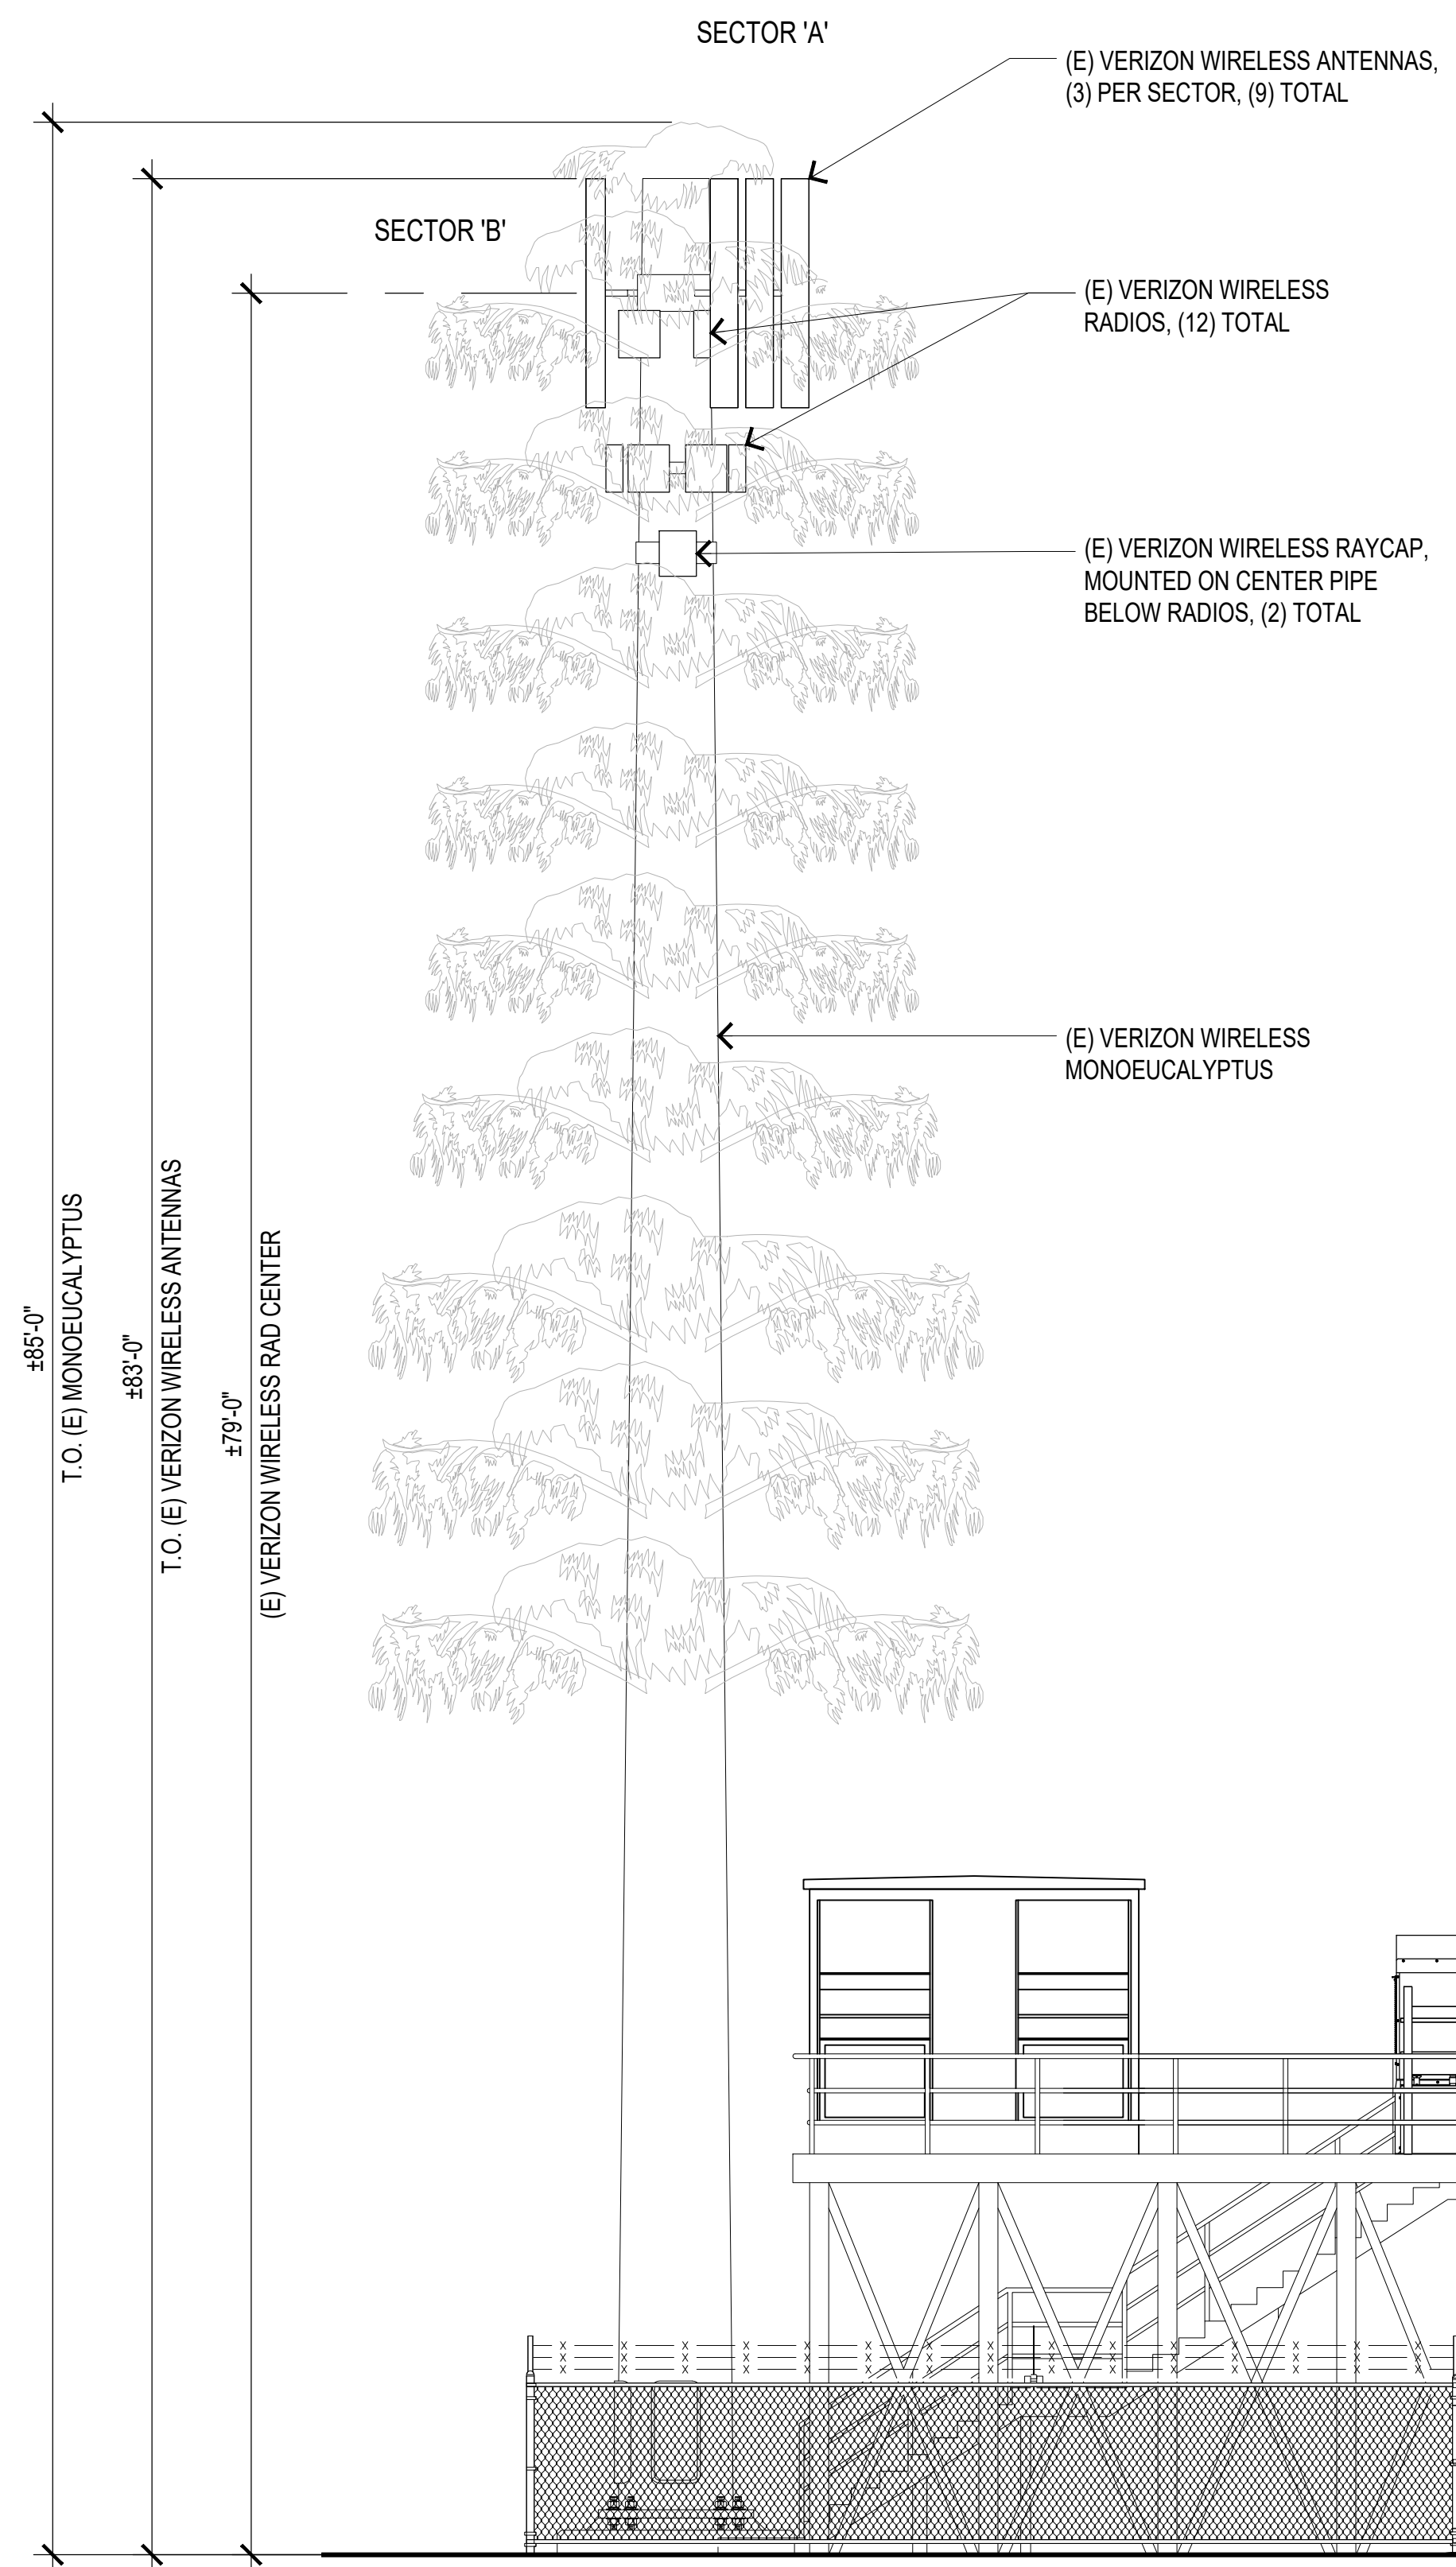 SECTOR 'A'
(E) VERIZON WIRELESS ANTENNAS,
(3) PER SECTOR, (9) TOTAL
SECTOR 'B'
(E) VERIZON WIRELESS
RADIOS, (12) TOTAL
(E) VERIZON WIRELESS RAYCAP,
MOUNTED ON CENTER PIPE
BELOW RADIOS, (2) TOTAL
(E) VERIZON WIRELESS
MONOEUCALYPTUS
±85'-0"
T.O. (E) MONOEUCALYPTUS
±83'-0"
T.O. (E) VERIZON WIRELESS ANTENNAS
±79'-0"
(E) VERIZON WIRELESS RAD CENTER